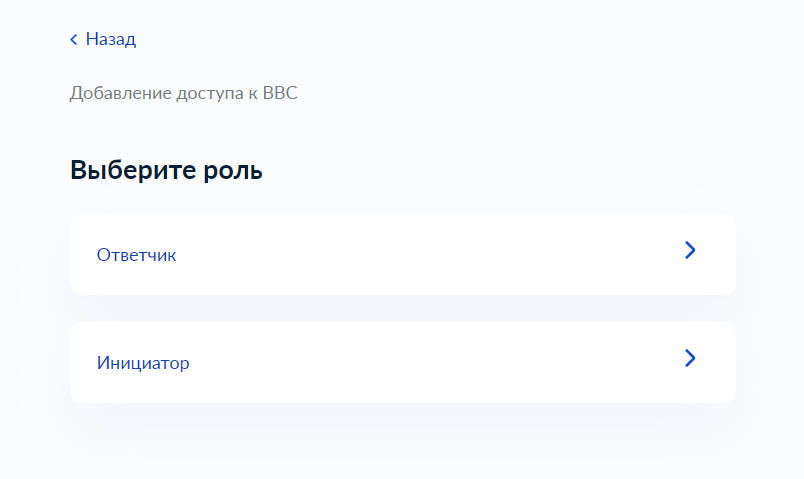 Назад
Добавление доступа к ВВС
Выберите роль
Ответчик
Инициатор